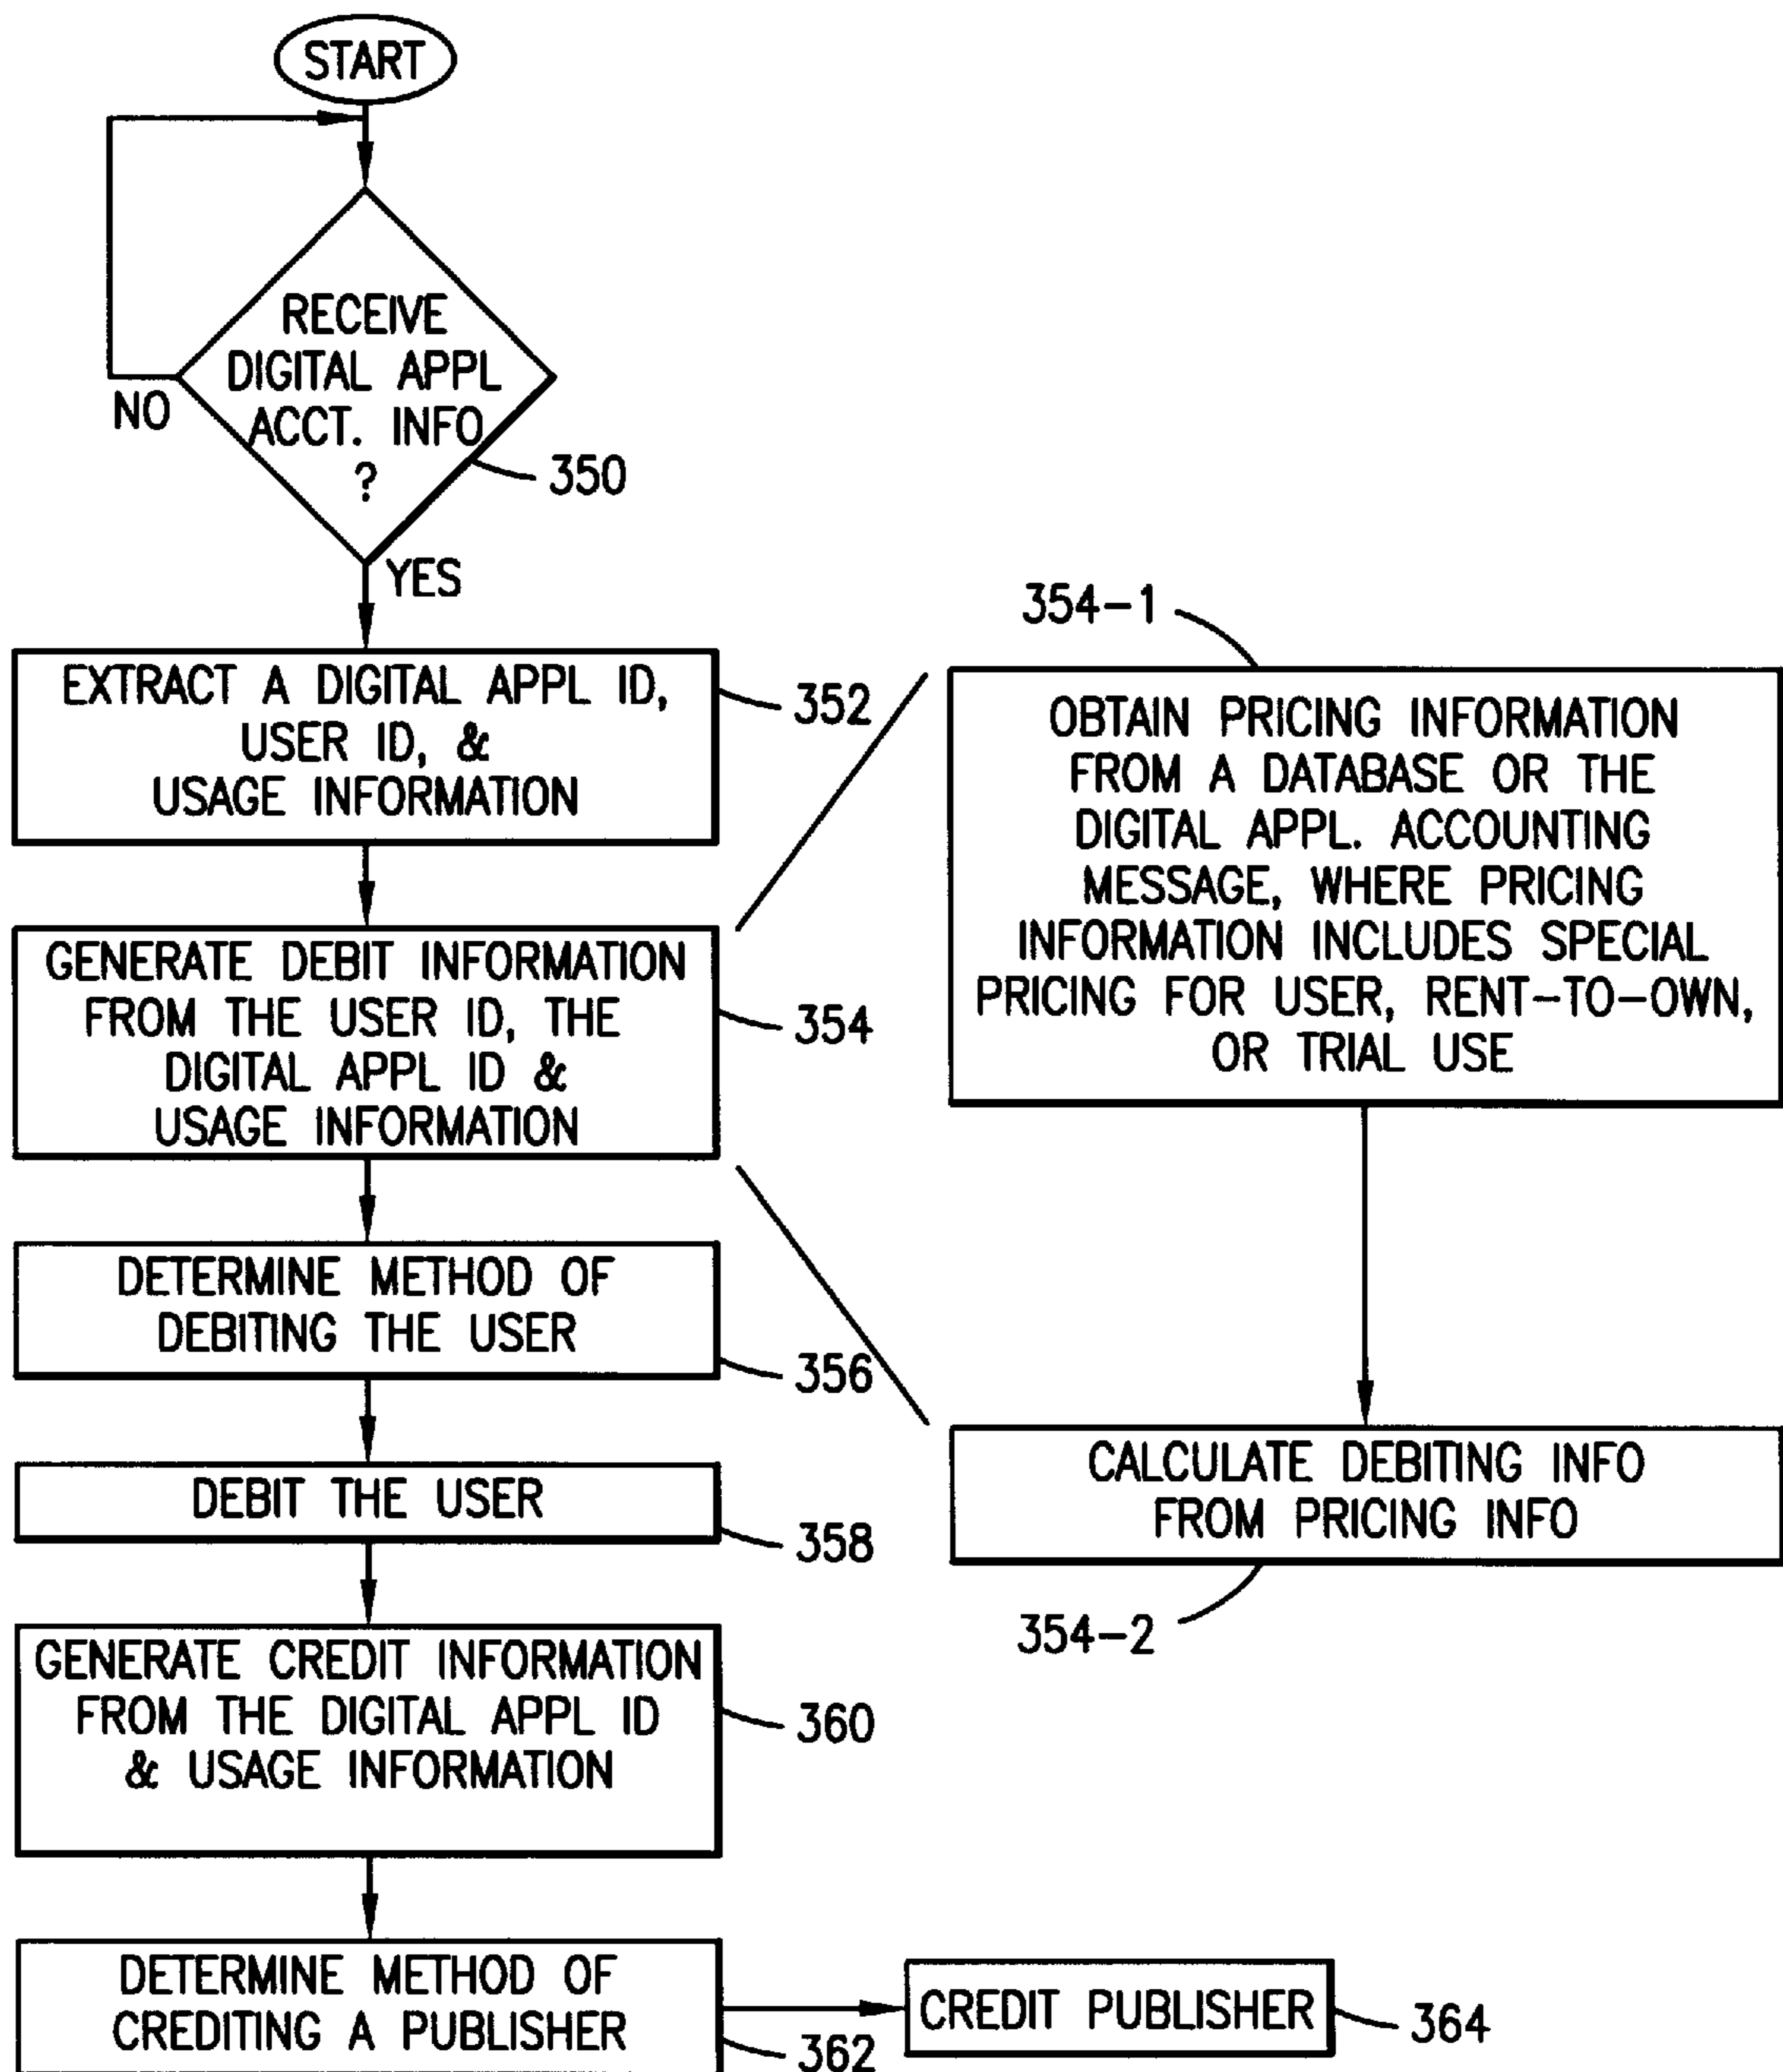 START
RECEIVE
DIGITAL APPL
ACCT. INFO
?
350
NO
YES
EXTRACT A DIGITAL APPL ID,
USER ID, &
USAGE INFORMATION
352
GENERATE DEBIT INFORMATION
FROM THE USER ID, THE
DIGITAL APPL ID &
USAGE INFORMATION
354
354-1
OBTAIN PRICING INFORMATION
FROM A DATABASE OR THE
DIGITAL APPL. ACCOUNTING
MESSAGE, WHERE PRICING
INFORMATION INCLUDES SPECIAL
PRICING FOR USER, RENT-TO-OWN,
OR TRIAL USE
CALCULATE DEBITING INFO
FROM PRICING INFO
354-2
DETERMINE METHOD OF
DEBITING THE USER
356
DEBIT THE USER
358
GENERATE CREDIT INFORMATION
FROM THE DIGITAL APPL ID
& USAGE INFORMATION
360
DETERMINE METHOD OF
CREDITING A PUBLISHER
362
CREDIT PUBLISHER
364